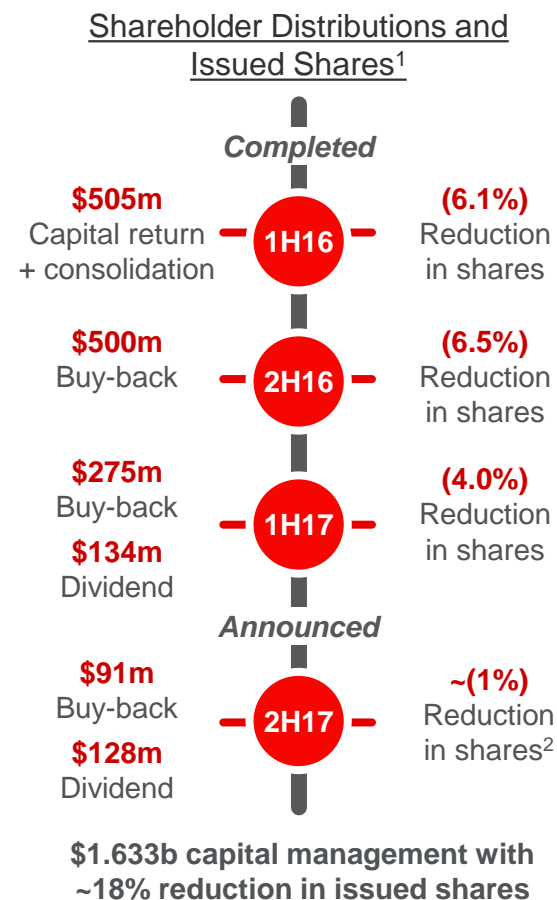 Shareholder Distributions and
Issued Shares1
Completed
$505m
Capital return
+ consolidation
1H16
(6.1%)
Reduction
in shares
$500m
Buy-back
2H16
(6.5%)
Reduction
in shares
$275m
Buy-back
$134m
Dividend
1H17
(4.0%)
Reduction
in shares
Announced
$91m
Buy-back
$128m
Dividend
2H17
~(1%)
Reduction
in shares2
$1.633b capital management with
~18% reduction in issued shares